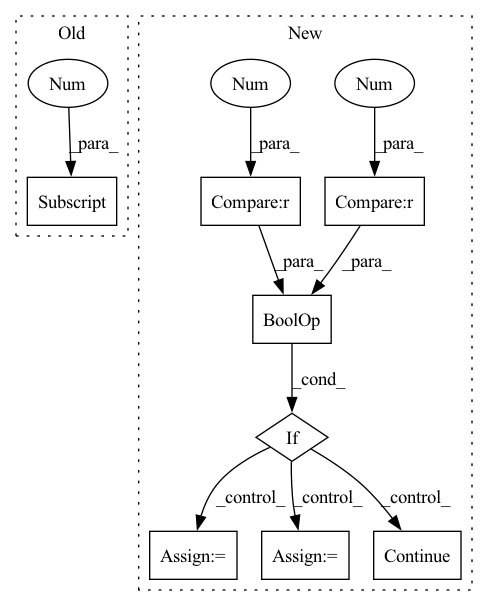 Old
New
Num
Num
Num
_para_
_para_
_para_
Subscript
Compare:r
Compare:r
_para_
_para_
BoolOp
_cond_
If
_control_
_control_
_control_
Assign:=
Assign:=
Continue